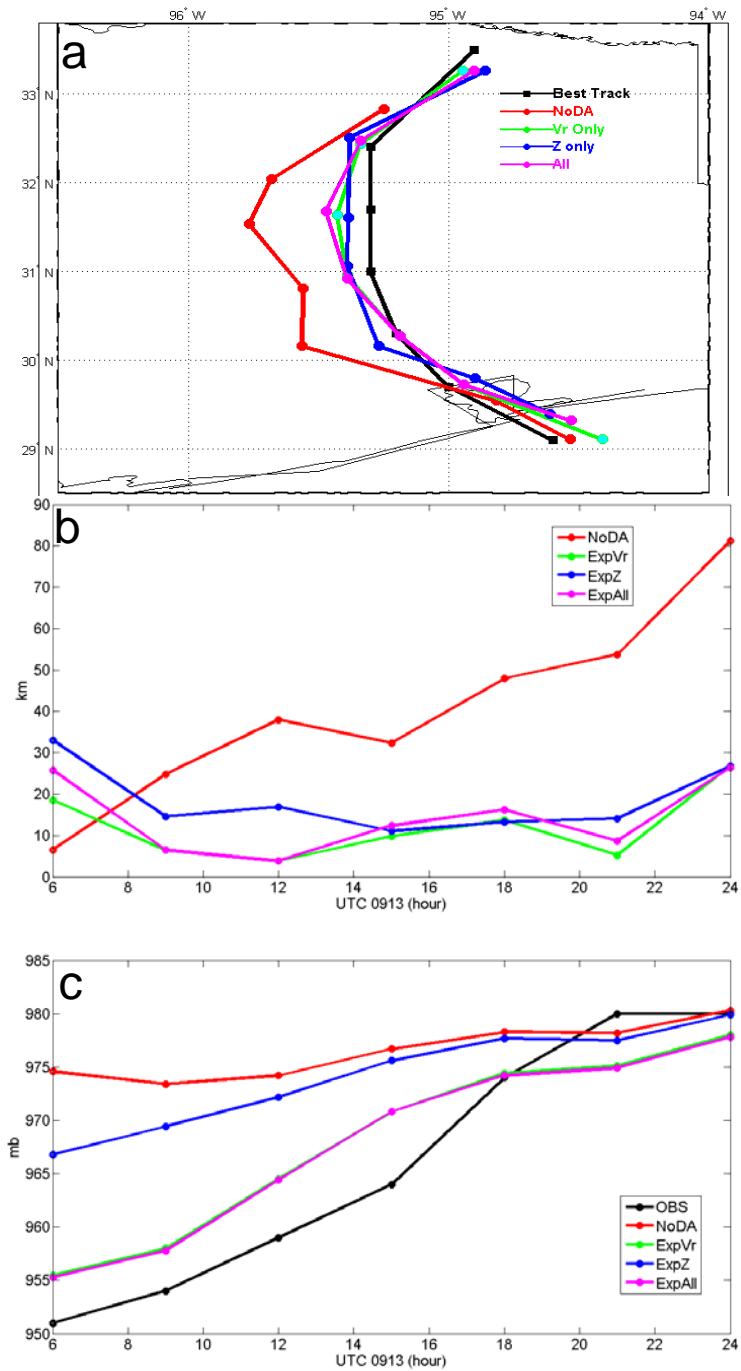 96° W 95° W 94° W
a
33° N
Best Track
NoDA
Vr Only
Z only
All
32° N
31° N
30° N
29° N
b
90
80
70
60
50
40
30
20
10
0
km
NoDA
ExpVr
ExpZ
ExpAll
6 8 10 12 14 16 18 20 22 24
UTC 0913 (hour)
c
985
980
975
970
965
960
955
950
mb
OBS
NoDA
ExpVr
ExpZ
ExpAll
6 8 10 12 14 16 18 20 22 24
UTC 0913 (hour)